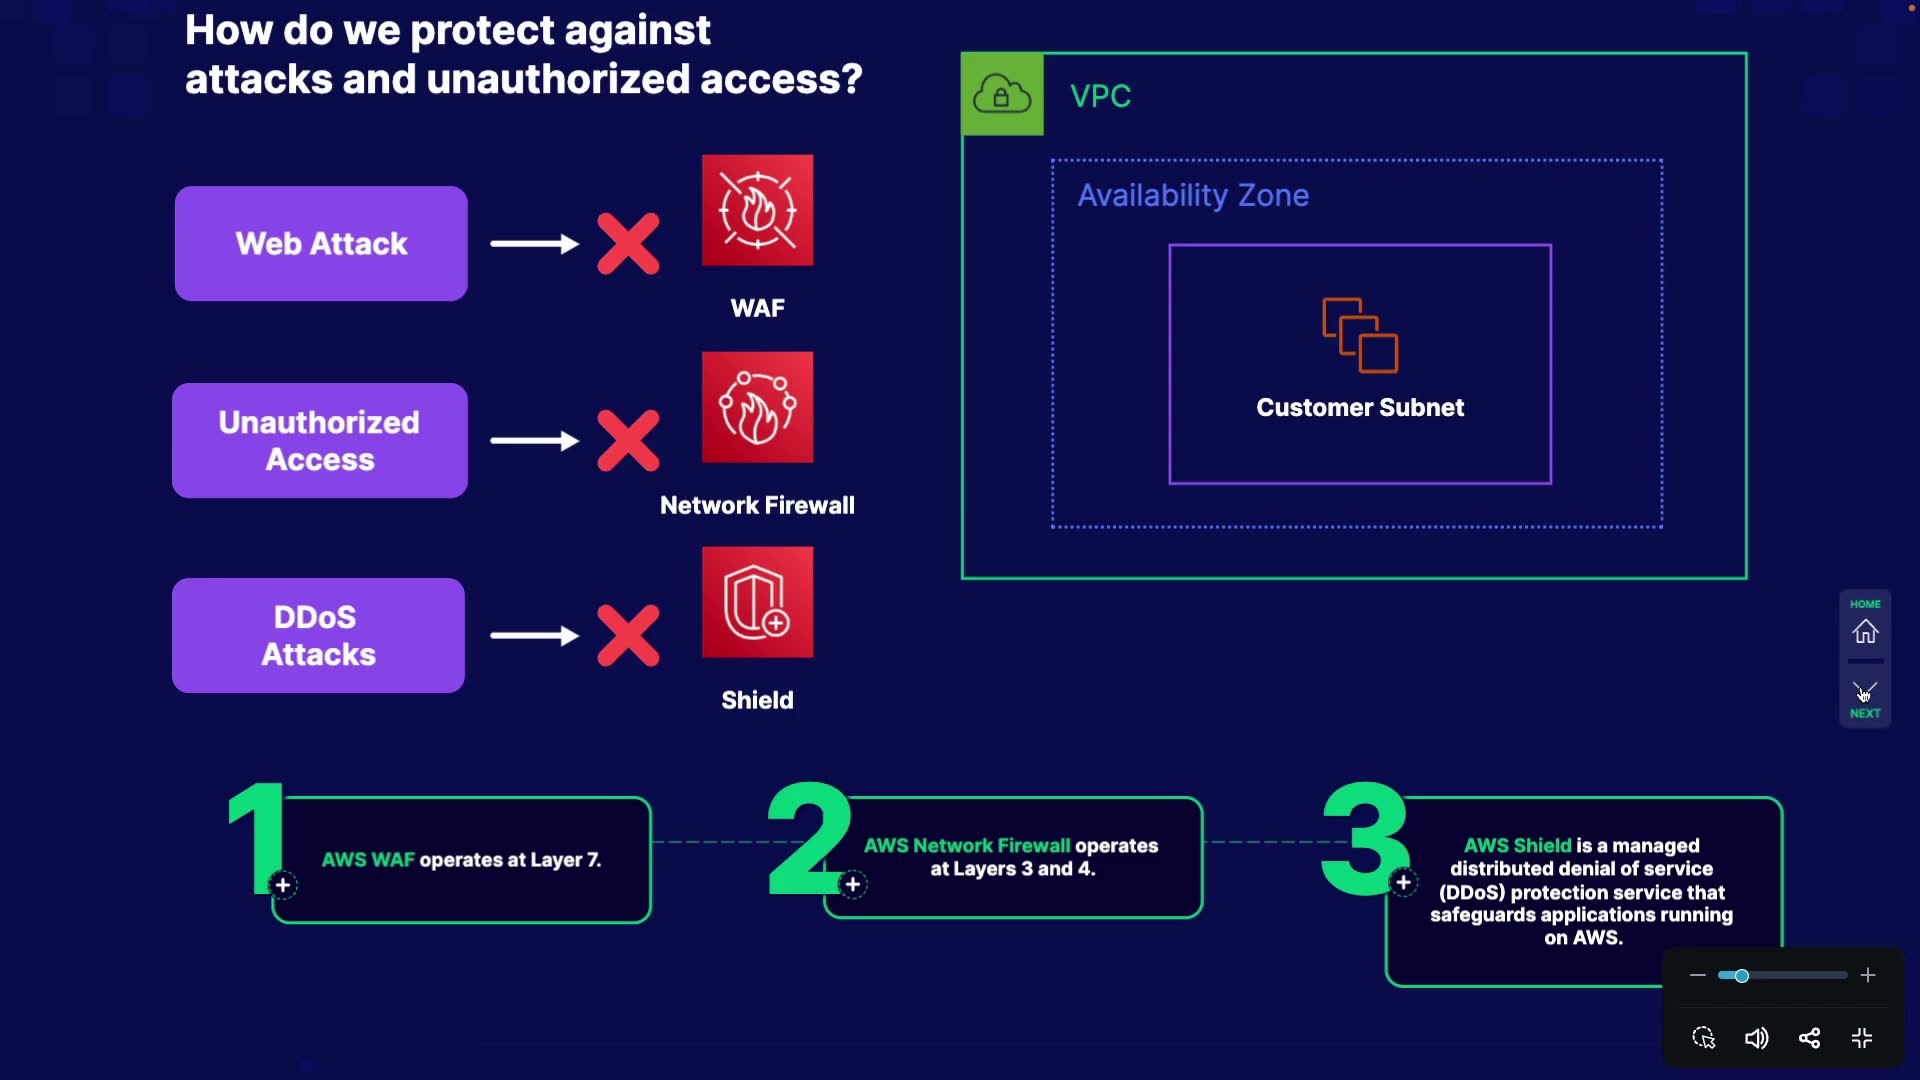 How do we protect against
attacks and unauthorized access?
VPC
Availability Zone
Customer Subnet
Web Attack
WAF
Unauthorized
Access
Network Firewall
DDoS
Attacks
Shield
HOME
NEXT
1
AWS WAF operates at Layer 7.
2
AWS Network Firewall operates
at Layers 3 and 4.
3
AWS Shield is a managed
distributed denial of service
(DDoS) protection service that
safeguards applications running
on AWS.